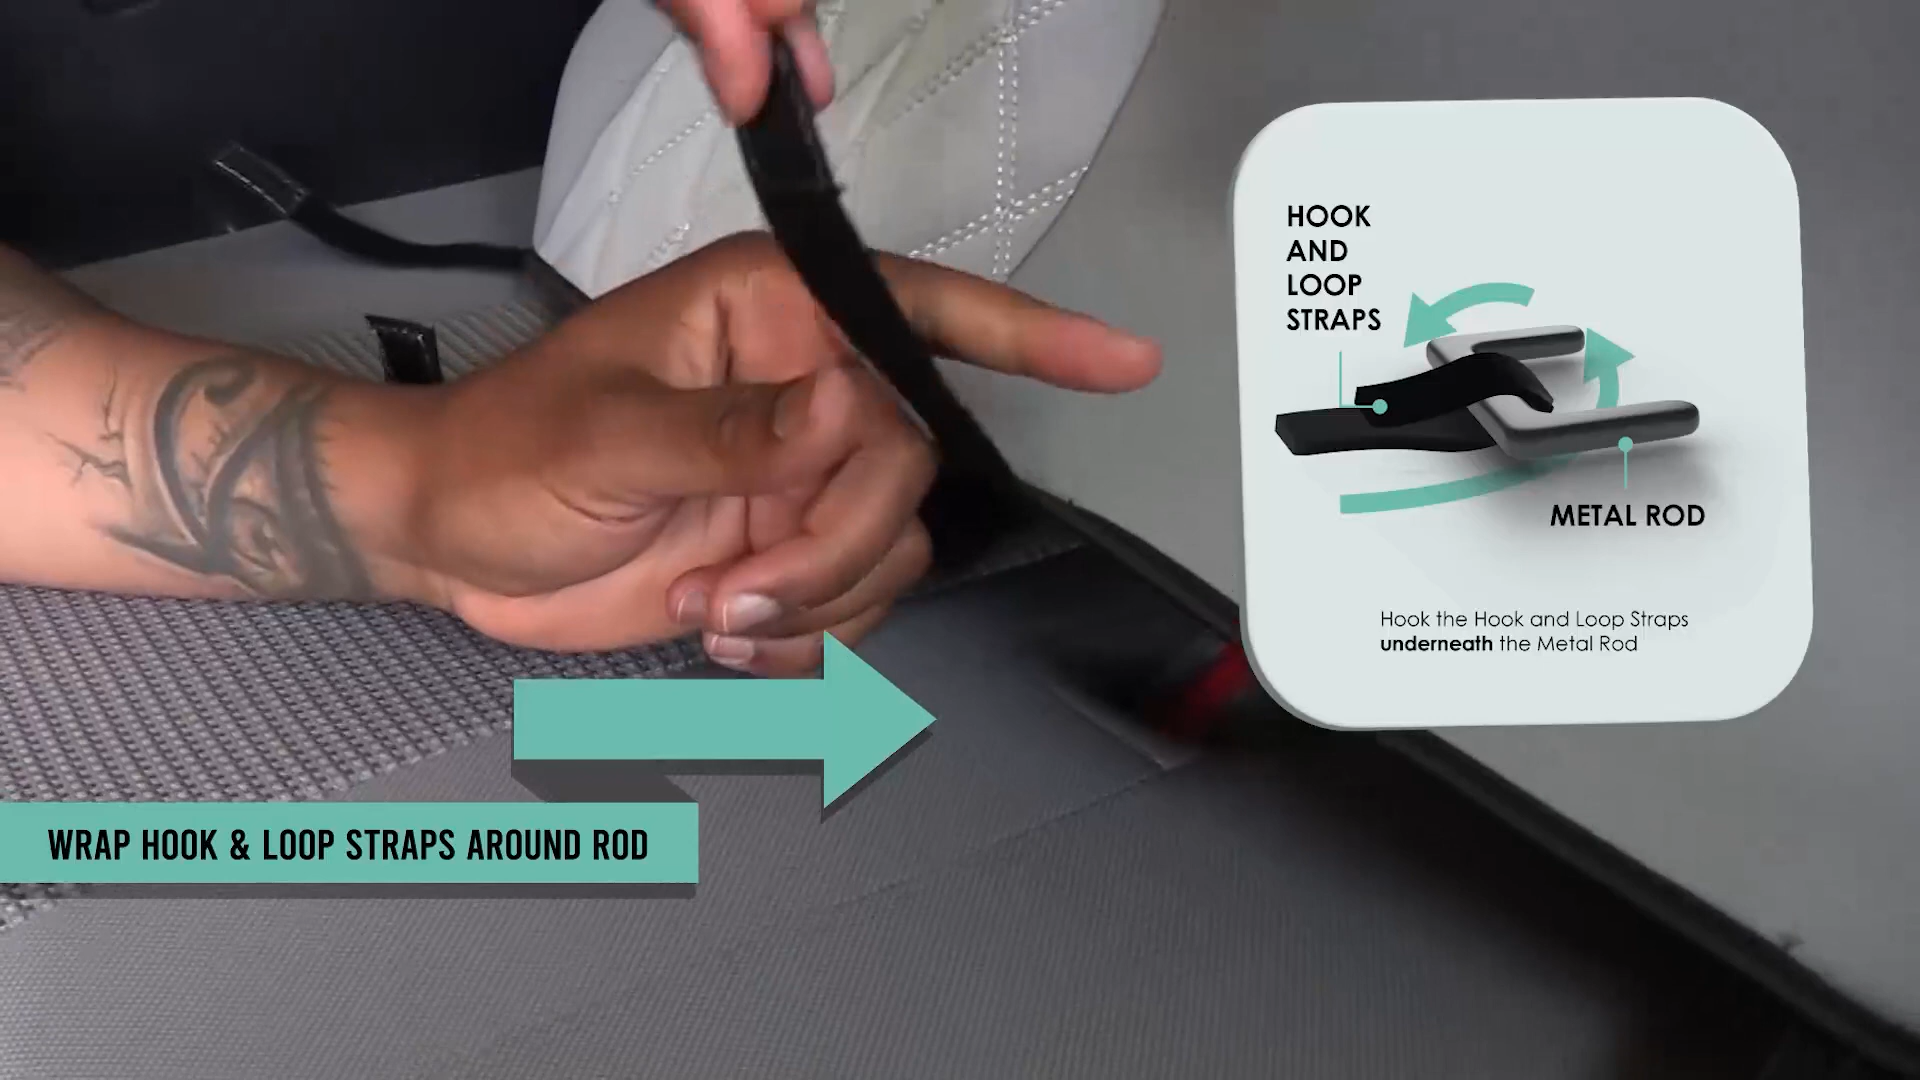 HOOK
AND
LOOP
STRAPS
METAL ROD
Hook the Hook and Loop Straps
underneath the Metal Rod
WRAP HOOK & LOOP STRAPS AROUND ROD